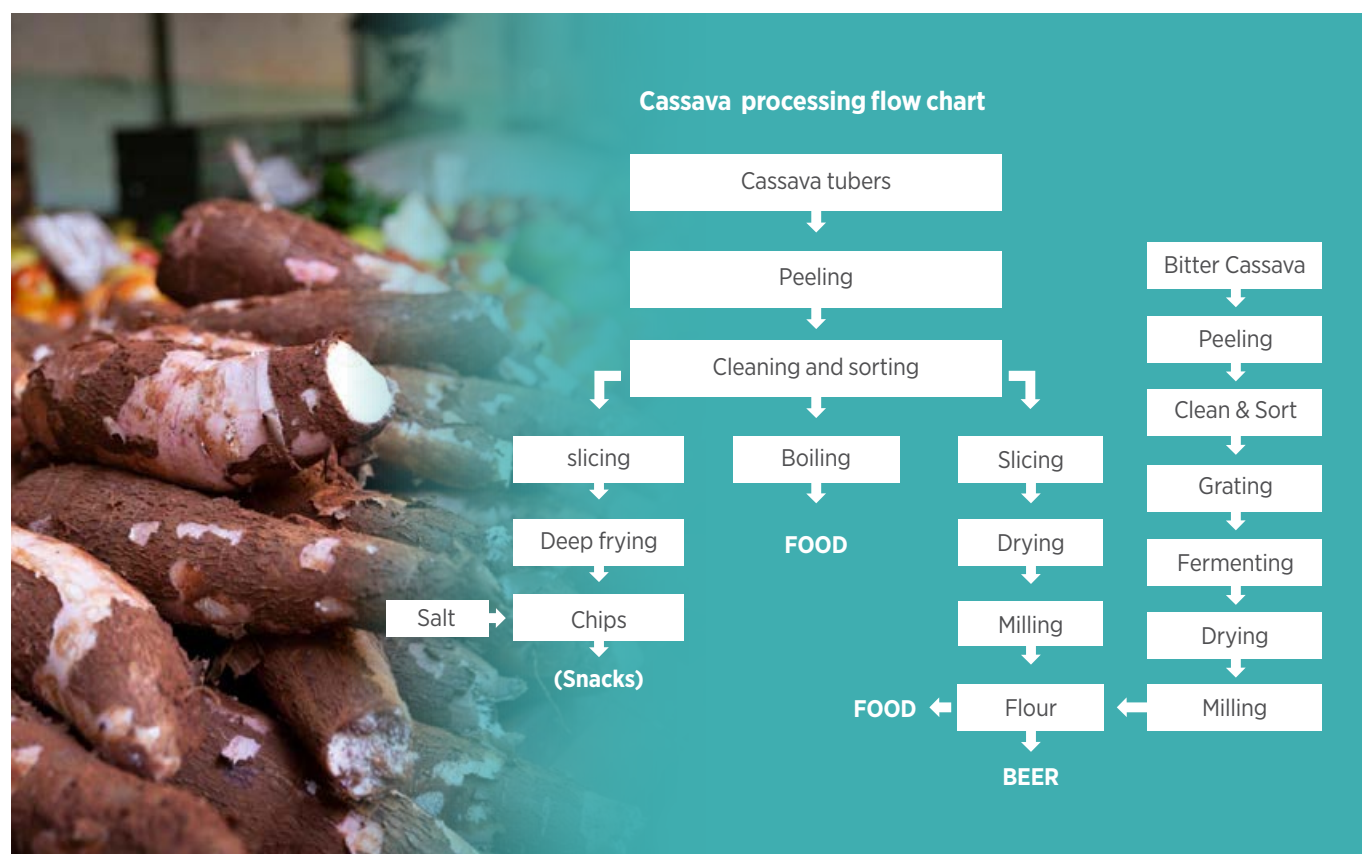 Cassava processing flow chart
Cassava tubers
Peeling
Cleaning and sorting
slicing
Deep frying
Salt
Chips
(Snacks)
Boiling
FOOD
Slicing
Drying
Milling
Flour
FOOD
BEER
Bitter Cassava
Peeling
Clean & Sort
Grating
Fermenting
Drying
Milling